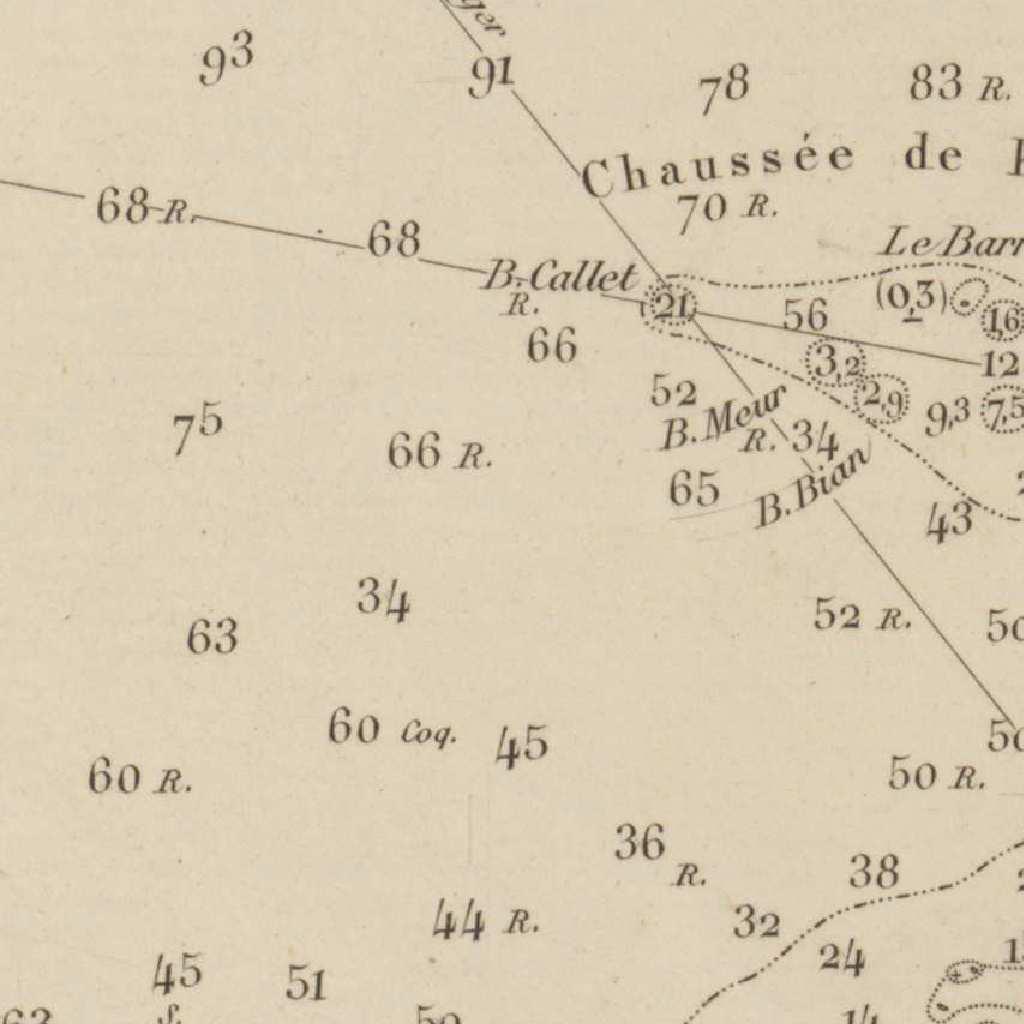 93
91
78
83 R.
Chaussée de
70 R.
68 R.
68
Le Barr
B. Callet
R.
21
(0,3)
56
1,6
66
3,2
12
52
2,9
9,3
7,5
B. Meur
R.
34
75
66 R.
65
B. Bian
43
34
63
52 R.
60 Coq.
45
60 R.
50 R.
36
R.
38
44 R.
32
24
45
51